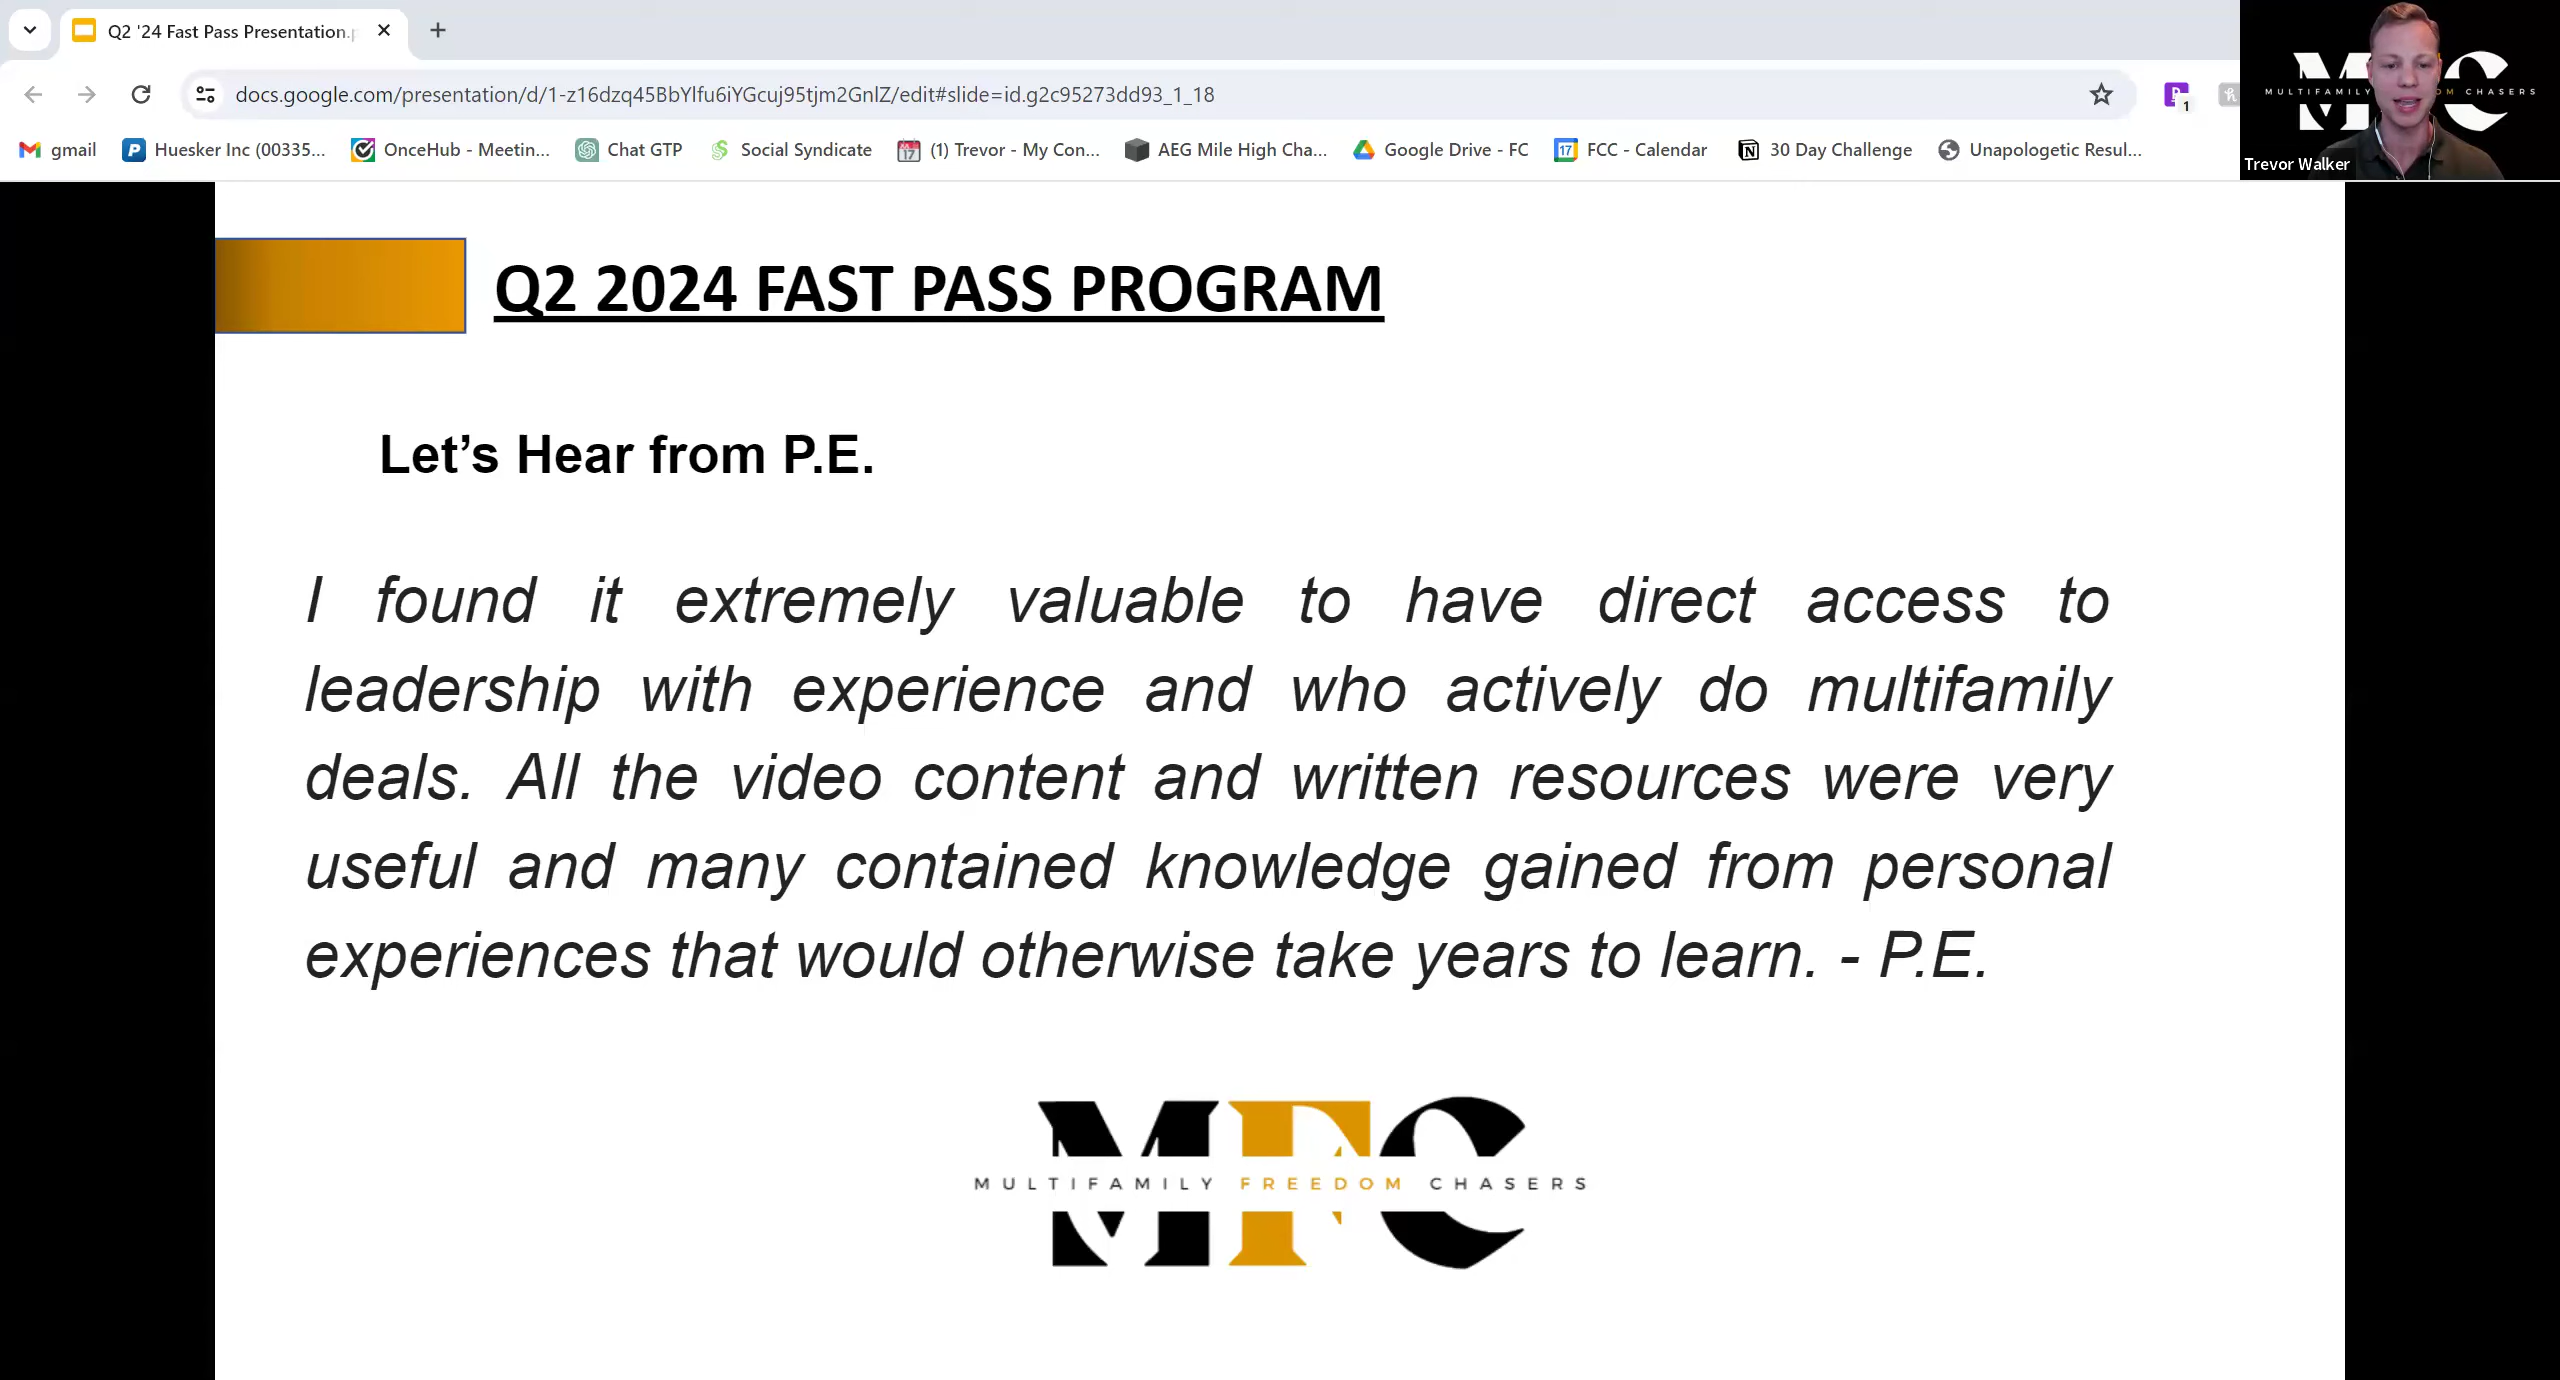 Q2 '24 Fast Pass Presentation.p
docs.google.com/presentation/d/1-z16dzq45BbYlfu6iYGcuj95tjm2GnlZ/edit#slide=id.g2c95273dd93_1_18
1
gmail
Huesker Inc (00335...
OnceHub - Meetin...
Chat GTP
Social Syndicate
(1) Trevor - My Con...
AEG Mile High Cha...
Google Drive - FC
FCC - Calendar
30 Day Challenge
Unapologetic Resul...
MULTIFAMILY
CHASERS
Trevor Walker
Q2 2024 FAST PASS PROGRAM
Let’s Hear from P.E.
I found it extremely valuable to have direct access to
leadership with experience and who actively do multifamily
deals. All the video content and written resources were very
useful and many contained knowledge gained from personal
experiences that would otherwise take years to learn. - P.E.
MFC
MULTIFAMILY FREEDOM CHASERS